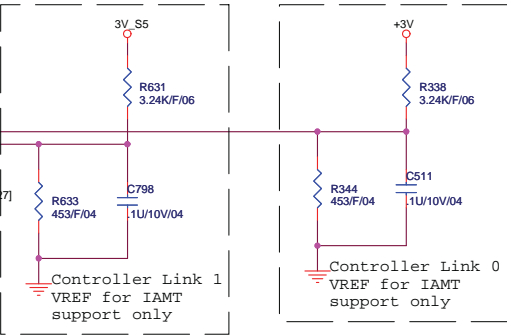 3V_S5
+3V
R631
3.24K/F/06
R338
3.24K/F/06
27]
R633
453/F/04
C798
.1U/10V/04
R344
453/F/04
C511
.1U/10V/04
Controller Link 1
VREF for IAMT
support only
Controller Link 0
VREF for IAMT
support only